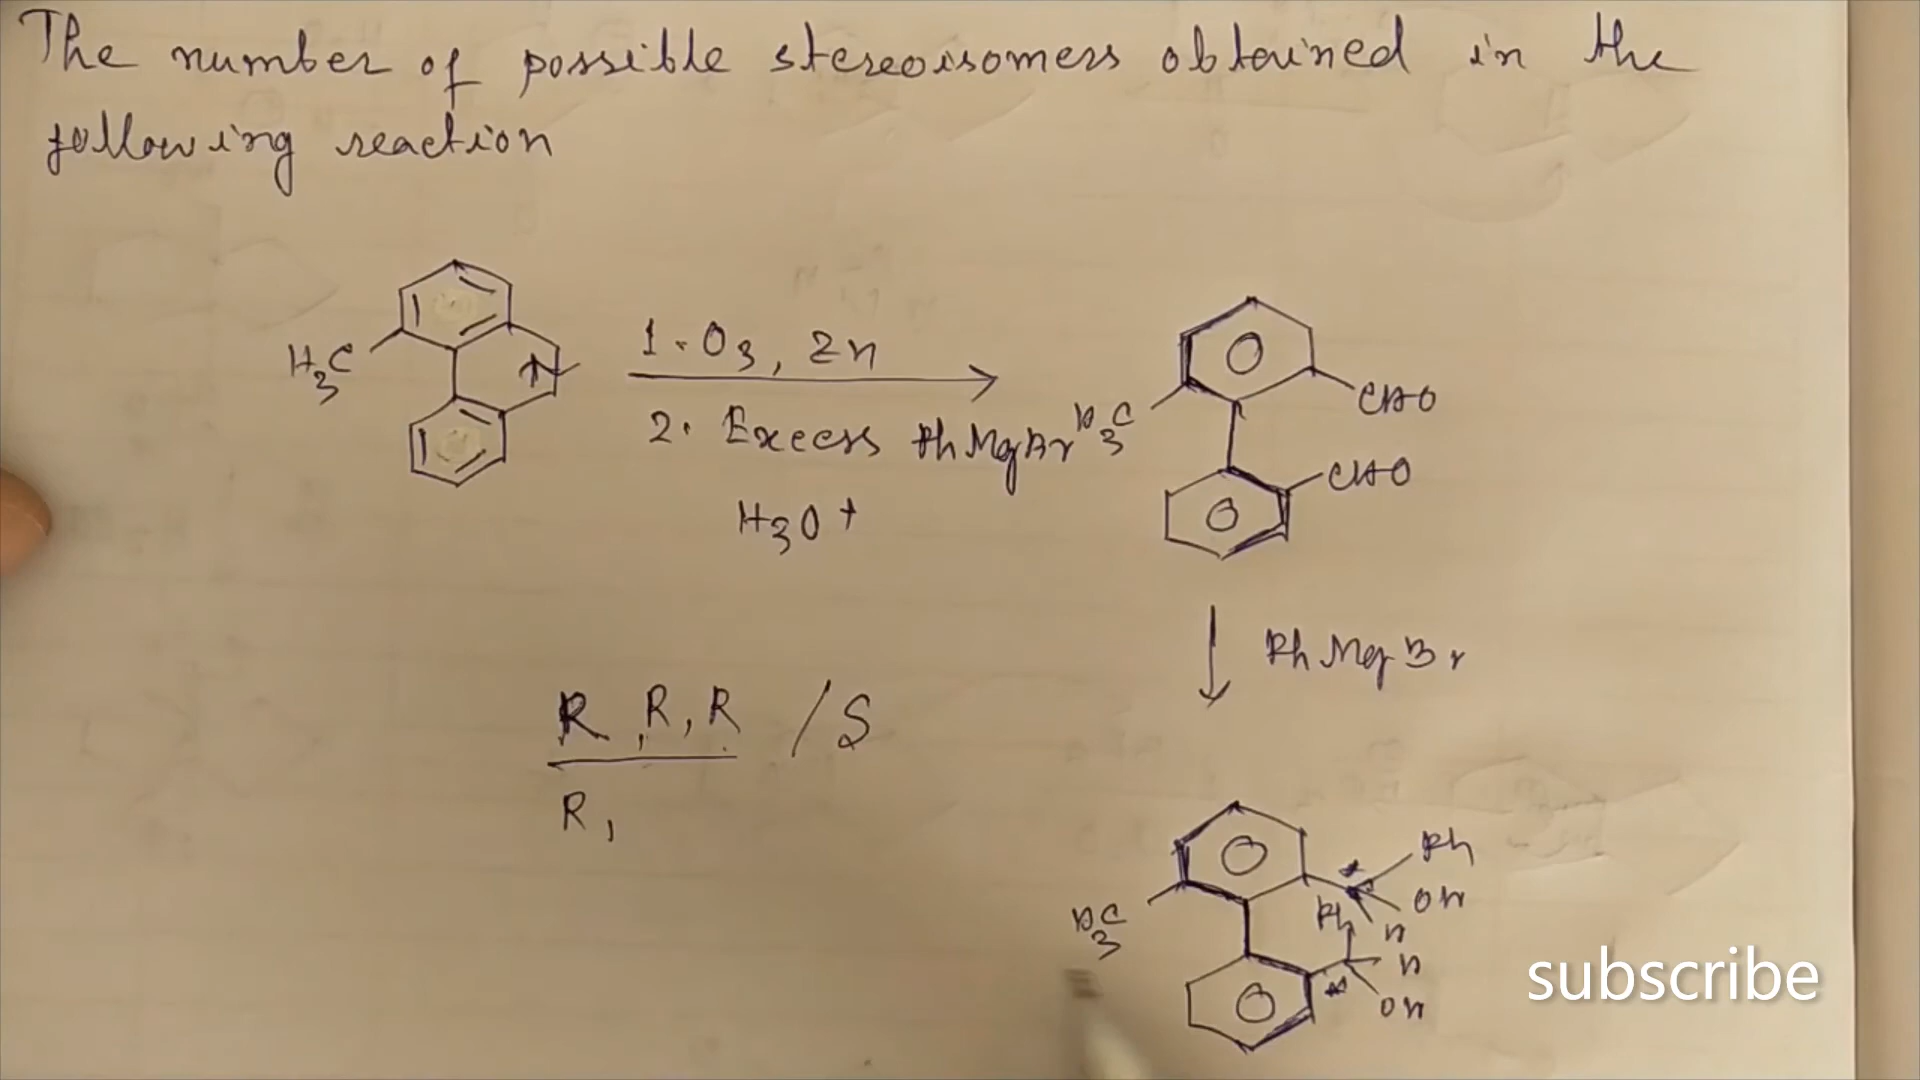 The number of possible stereoisomers obtained in the
following reaction
H3C
1. O3, Zn
2. Excess PhMgBr
H3O+
H3C
CHO
CHO
PhMgBr
R, R, R / S
R,
H3C
Ph
OH
H
Ph
H
OH
subscribe